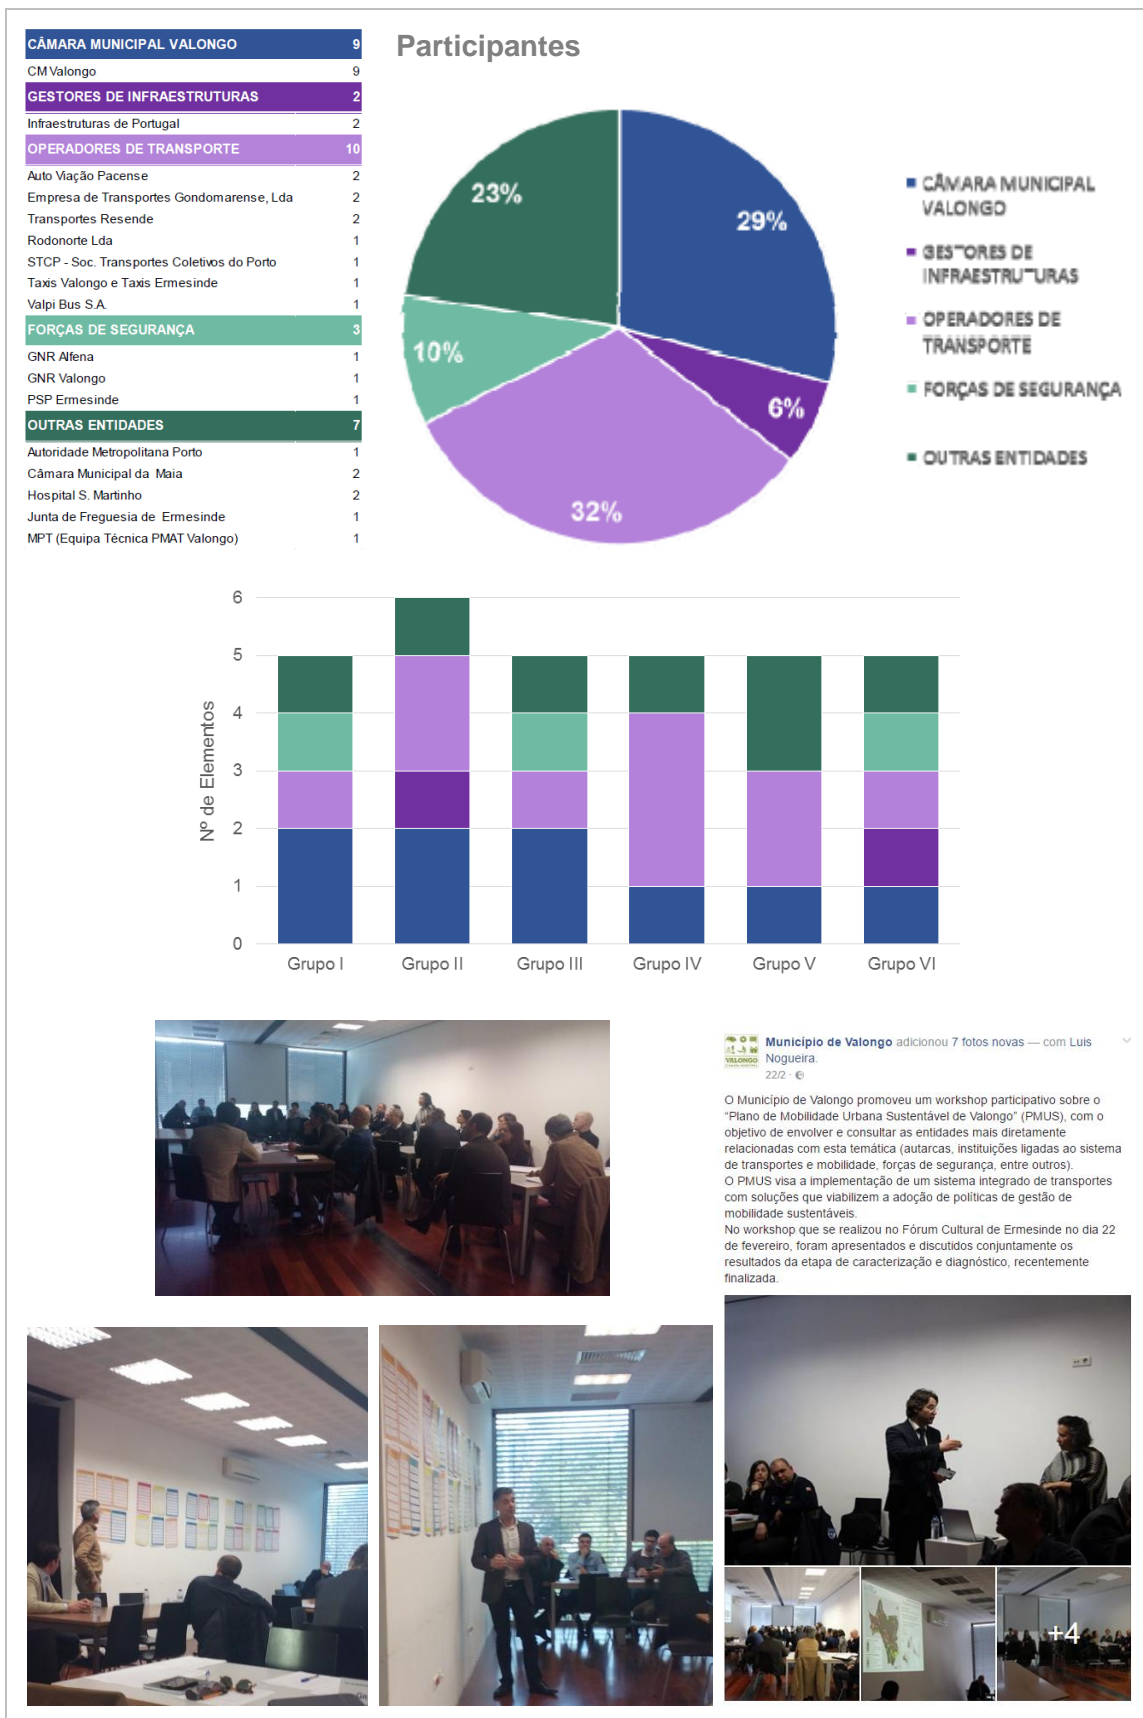 CÂMARA MUNICIPAL VALONGO 9
CM Valongo 9
GESTORES DE INFRAESTRUTURAS 2
Infraestruturas de Portugal 2
OPERADORES DE TRANSPORTE 10
Auto Viação Pacense 2
Empresa de Transportes Gondomarense, Lda 2
Transportes Resende 2
Rodonorte Lda 1
STCP - Soc. Transportes Coletivos do Porto 1
Taxis Valongo e Taxis Ermesinde 1
Valpi Bus S.A. 1
FORÇAS DE SEGURANÇA 3
GNR Alfena 1
GNR Valongo 1
PSP Ermesinde 1
OUTRAS ENTIDADES 7
Autoridade Metropolitana Porto 1
Câmara Municipal da Maia 2
Hospital S. Martinho 2
Junta de Freguesia de Ermesinde 1
MPT (Equipa Técnica PMAT Valongo) 1
Participantes
23%
29%
10%
6%
32%
CÂMARA MUNICIPAL
VALONGO
GESTORES DE
INFRAESTRUTURAS
OPERADORES DE
TRANSPORTE
FORÇAS DE SEGURANÇA
OUTRAS ENTIDADES
Nº de Elementos
6
5
4
3
2
1
0
Grupo I Grupo II Grupo III Grupo IV Grupo V Grupo VI
VALONGO
Município de Valongo adicionou 7 fotos novas — com Luis
Nogueira.
22/2 ·
O Município de Valongo promoveu um workshop participativo sobre o
“Plano de Mobilidade Urbana Sustentável de Valongo” (PMUS), com o
objetivo de envolver e consultar as entidades mais diretamente
relacionadas com esta temática (autarcas, instituições ligadas ao sistema
de transportes e mobilidade, forças de segurança, entre outros).
O PMUS visa a implementação de um sistema integrado de transportes
com soluções que viabilizem a adoção de políticas de gestão de
mobilidade sustentáveis.
No workshop que se realizou no Fórum Cultural de Ermesinde no dia 22
de fevereiro, foram apresentados e discutidos conjuntamente os
resultados da etapa de caracterização e diagnóstico, recentemente
finalizada.
+4